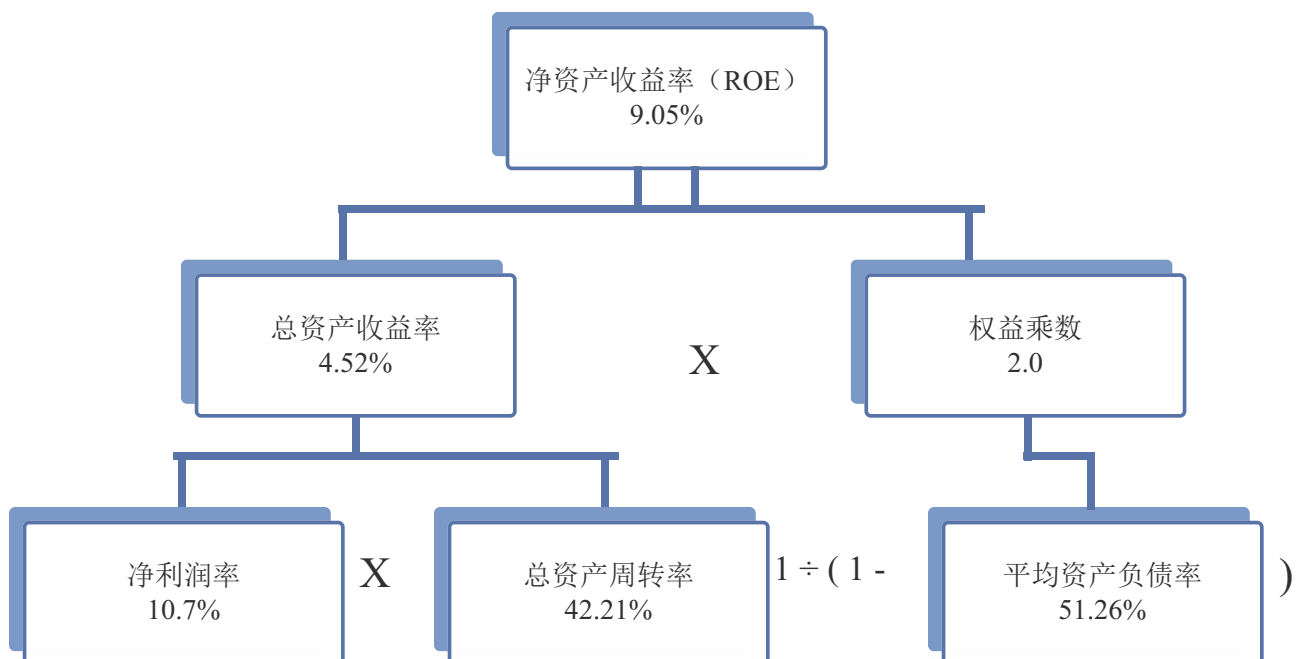 净资产收益率（ROE）
9.05%
总资产收益率
4.52%
X
权益乘数
2.0
净利润率
10.7%
X
总资产周转率
42.21%
1 ÷ ( 1 -
平均资产负债率
51.26%
)